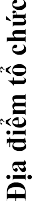 Địa điểm tổ chức